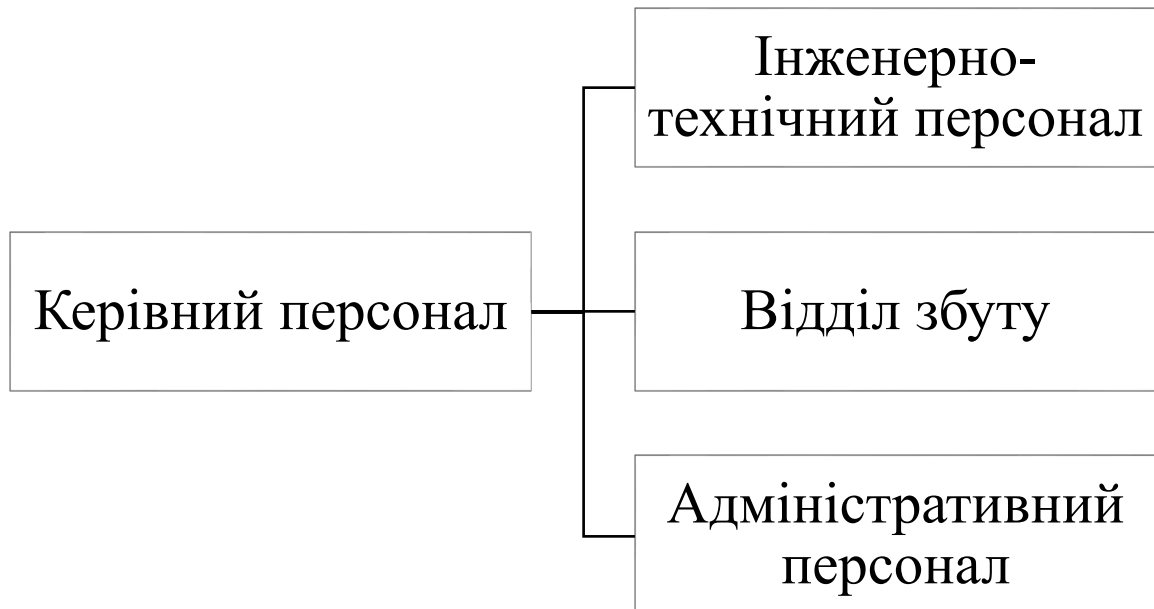 Інженерно-
технічний персонал
Керівний персонал
Відділ збуту
Адміністративний
персонал